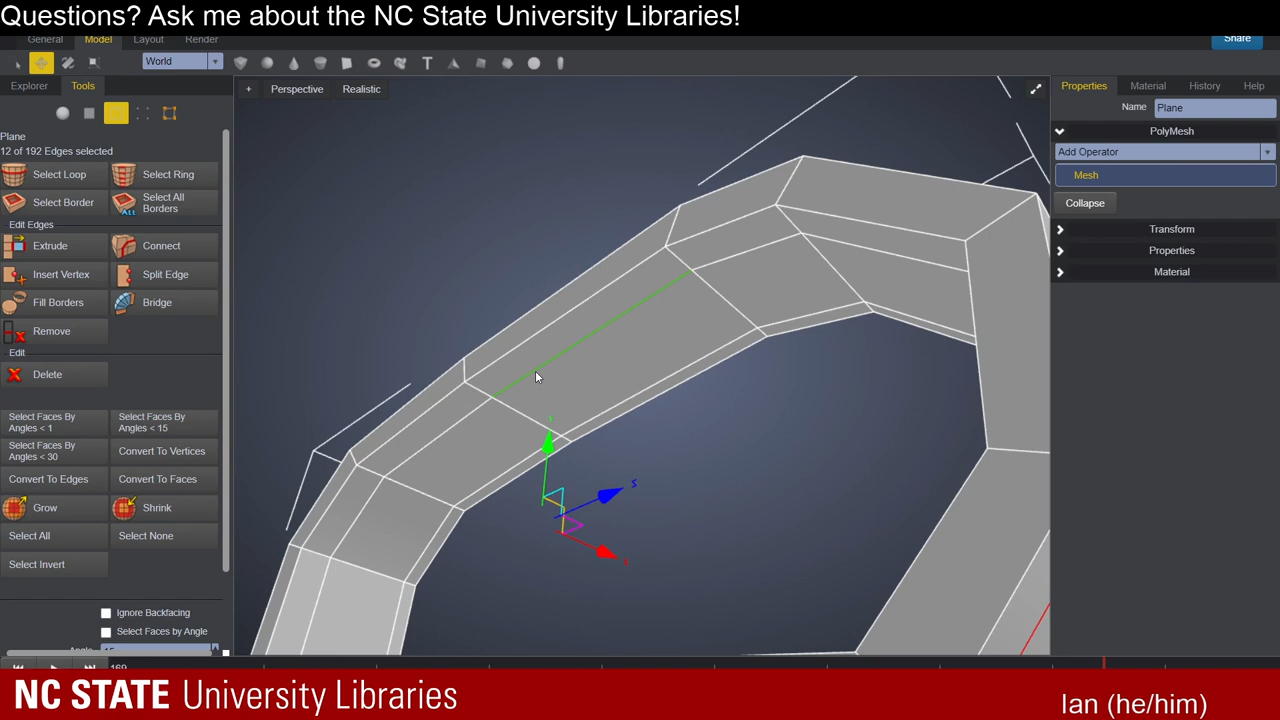 Questions? Ask me about the NC State University Libraries!
General Model Layout Render Share
World
Explorer Tools
+ Perspective Realistic
Properties Material History Help
Name Plane
PolyMesh
Add Operator
Mesh
Collapse
Transform
Properties
Material
Plane
12 of 192 Edges selected
Select Loop Select Ring
Select Border Select All Borders
Edit Edges
Extrude Connect
Insert Vertex Split Edge
Fill Borders Bridge
Remove
Edit
Delete
Select Faces By Angles < 1 Select Faces By Angles < 15
Select Faces By Angles < 30 Convert To Vertices
Convert To Edges Convert To Faces
Grow Shrink
Select All Select None
Select Invert
Ignore Backfacing
Select Faces by Angle
Angle 15
169
NC STATE University Libraries
Ian (he/him)